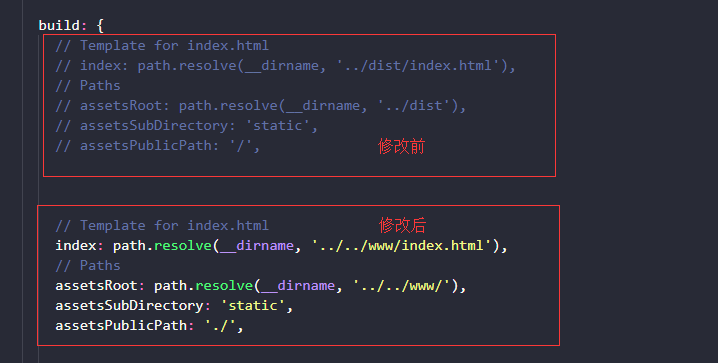 build: {
// Template for index.html
// index: path.resolve(__dirname, '../dist/index.html'),
// Paths
// assetsRoot: path.resolve(__dirname, '../dist'),
// assetsSubDirectory: 'static',
// assetsPublicPath: '/',
修改前
// Template for index.html
修改后
index: path.resolve(__dirname, '../../www/index.html'),
// Paths
assetsRoot: path.resolve(__dirname, '../../www/'),
assetsSubDirectory: 'static',
assetsPublicPath: './',